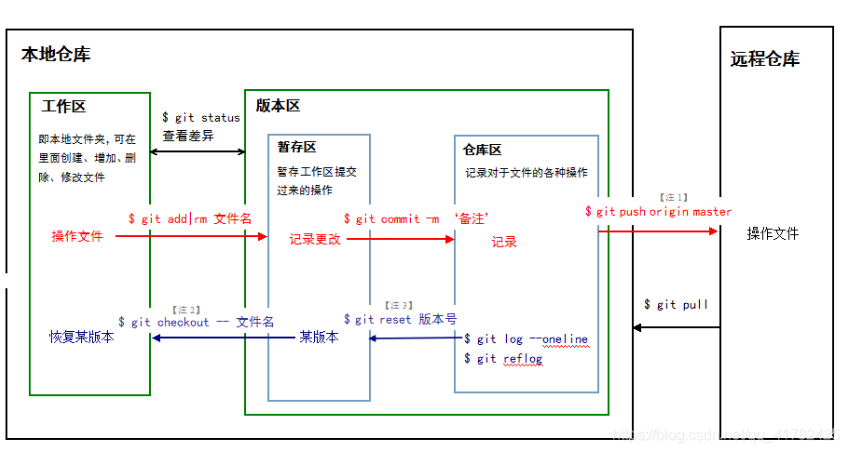 本地仓库
远程仓库
工作区
即本地文件夹，可在
里面创建、增加、删
除、修改文件
$ git status
查看差异
版本区
暂存区
暂存工作区提交
过来的操作
仓库区
记录对于文件的各种操作
操作文件
$ git add|rm 文件名
记录更改
$ git commit -m ‘备注’
记录
【注 1】
$ git push origin master
操作文件
$ git pull
恢复某版本
【注 2】
$ git checkout -- 文件名
某版本
【注 3】
$ git reset 版本号
$ git log --oneline
$ git reflog